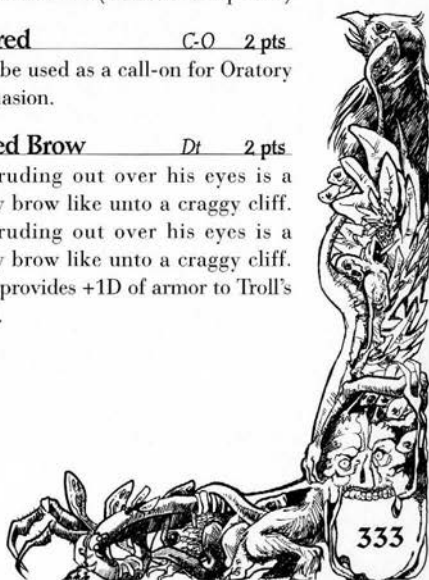 red C-O 2 pts
be used as a call-on for Oratory
asion.
ed Brow Dt 2 pts
ruding out over his eyes is a
y brow like unto a craggy cliff.
ruding out over his eyes is a
y brow like unto a craggy cliff.
provides +1D of armor to Troll's
333